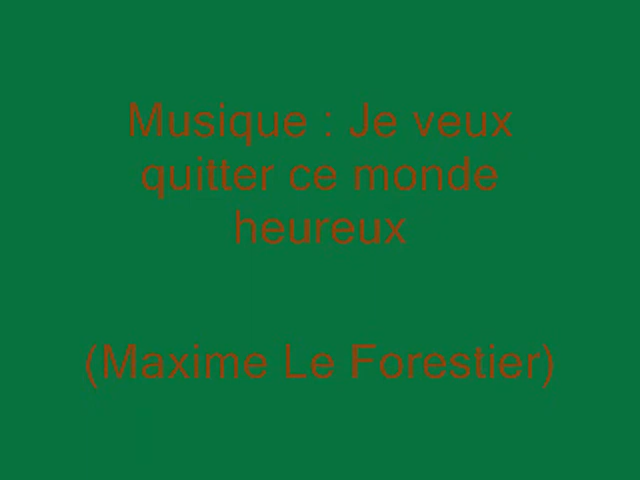 Musique : Je veux
quitter ce monde
heureux
(Maxime Le Forestier)